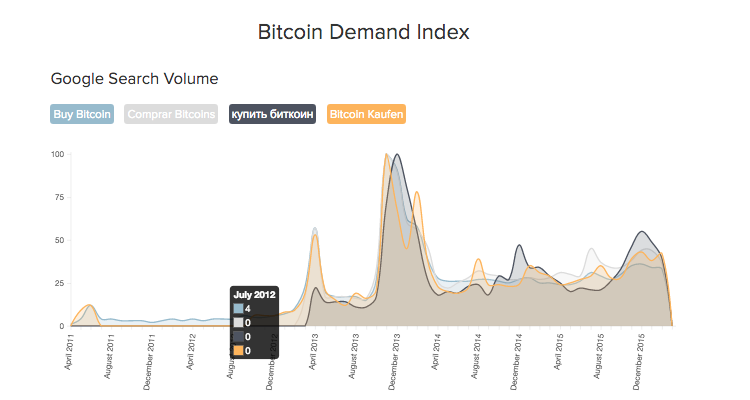 Bitcoin Demand Index
Google Search Volume
Buy Bitcoin
Comprar Bitcoins
купить биткоин
Bitcoin Kaufen
100
75
50
25
0
July 2012
4
0
0
0
April 2011
August 2011
December 2011
April 2012
April 2013
August 2013
December 2013
April 2014
August 2014
December 2014
April 2015
August 2015
December 2015